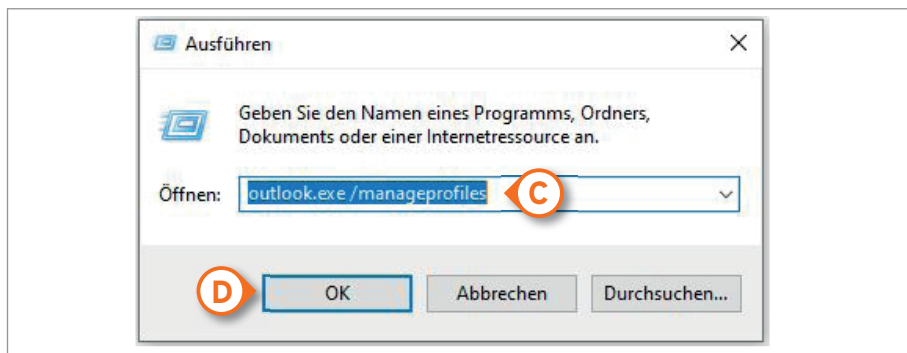 Ausführen
Geben Sie den Namen eines Programms, Ordners,
Dokuments oder einer Internetressource an.
Öffnen: outlook.exe /manageprofiles C
D OK Abbrechen Durchsuchen...